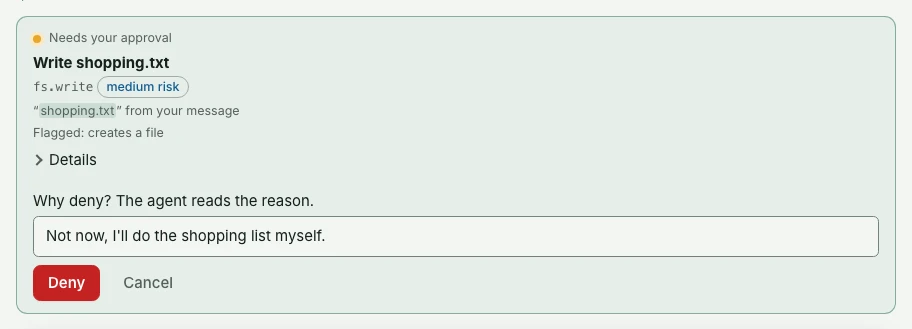 Needs your approval
Write shopping.txt
fs.write medium risk
“shopping.txt” from your message
Flagged: creates a file
Details
Why deny? The agent reads the reason.
Not now, I'll do the shopping list myself.
Deny Cancel